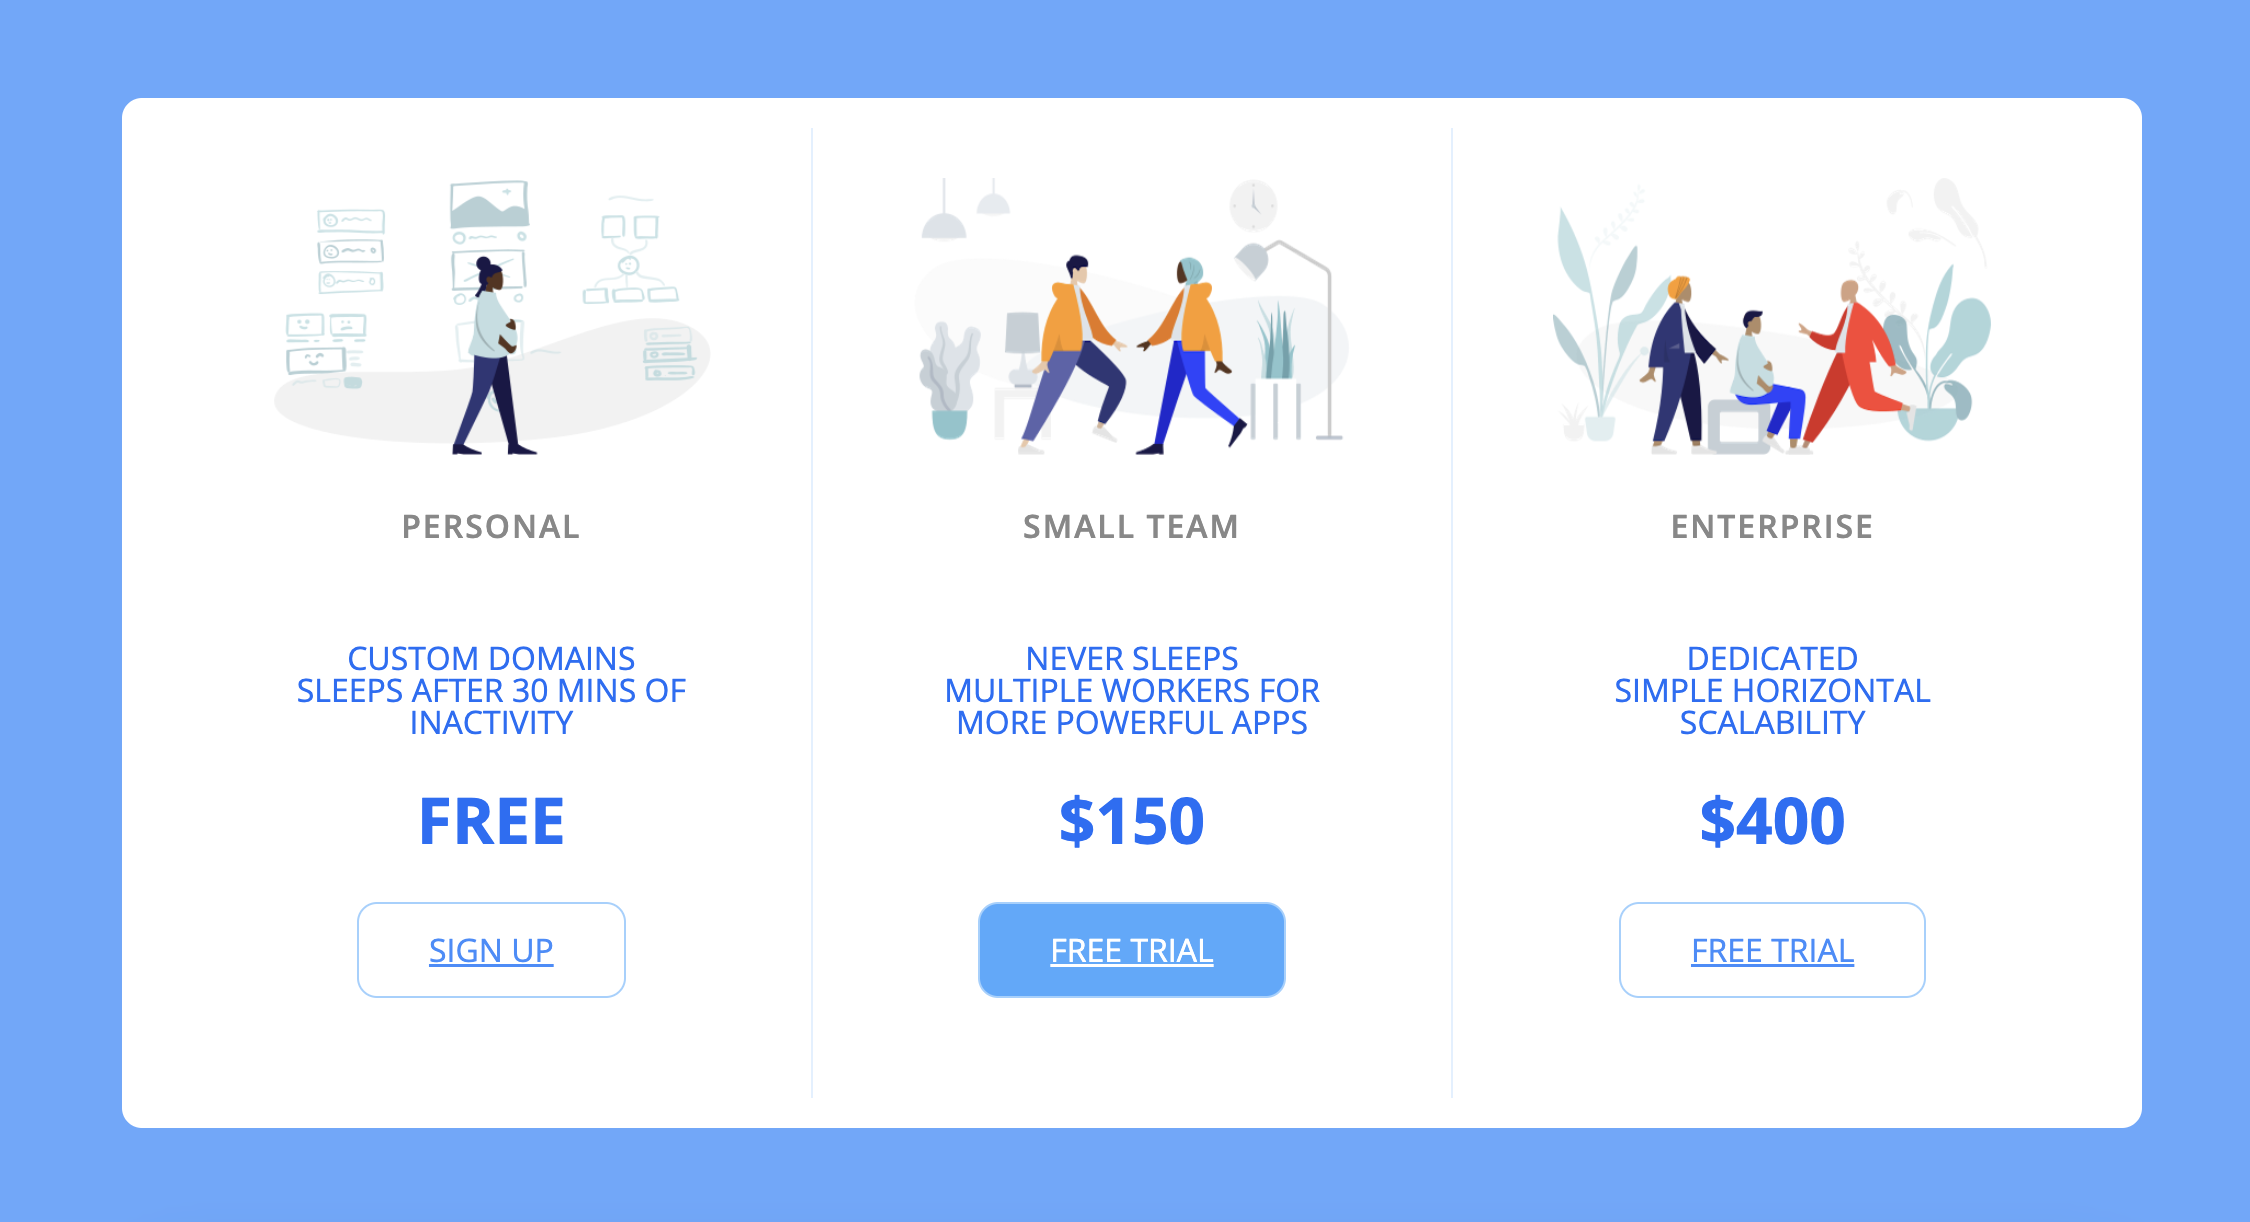 PERSONAL
CUSTOM DOMAINS
SLEEPS AFTER 30 MINS OF
INACTIVITY
FREE
SIGN UP
SMALL TEAM
NEVER SLEEPS
MULTIPLE WORKERS FOR
MORE POWERFUL APPS
$150
FREE TRIAL
ENTERPRISE
DEDICATED
SIMPLE HORIZONTAL
SCALABILITY
$400
FREE TRIAL